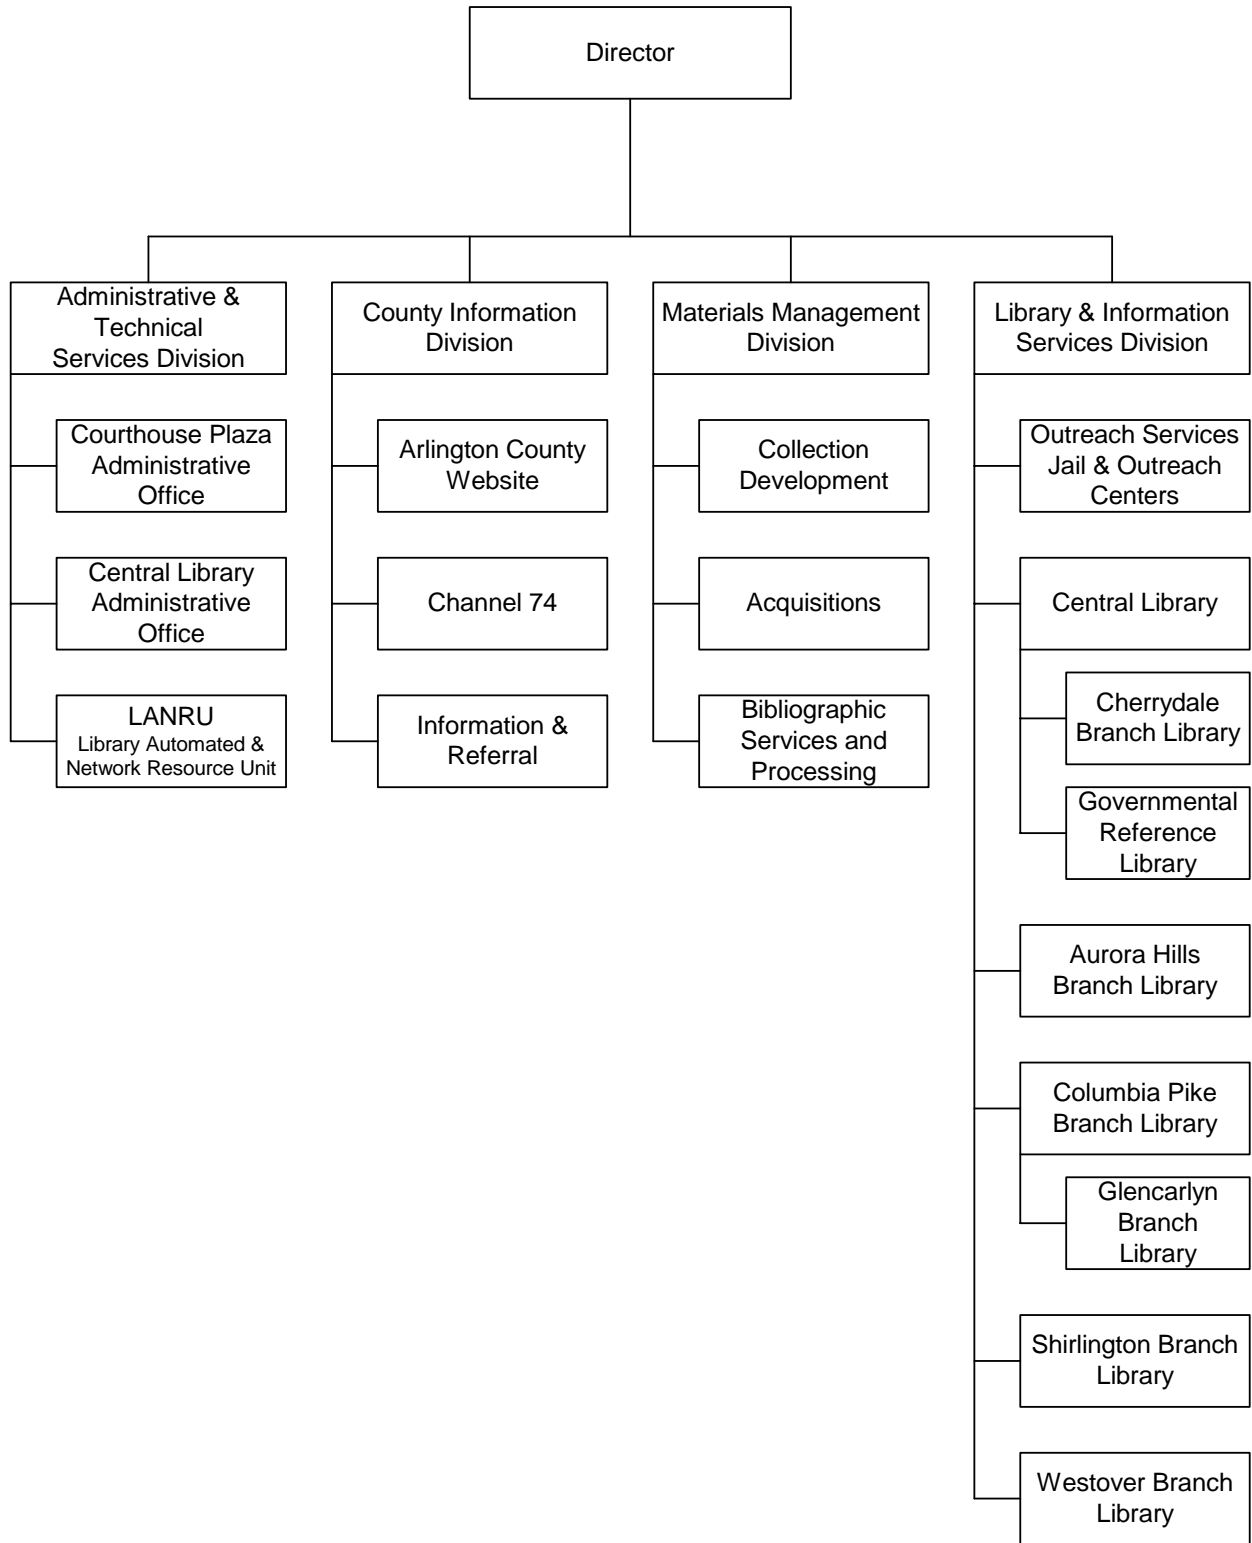 Director
Administrative &
Technical
Services Division
County Information
Division
Materials Management
Division
Library & Information
Services Division
Courthouse Plaza
Administrative
Office
Arlington County
Website
Collection
Development
Outreach Services
Jail & Outreach
Centers
Central Library
Administrative
Office
Channel 74
Acquisitions
Central Library
LANRU
Library Automated &
Network Resource Unit
Information &
Referral
Bibliographic
Services and
Processing
Cherrydale
Branch Library
Governmental
Reference
Library
Aurora Hills
Branch Library
Columbia Pike
Branch Library
Glencarlyn
Branch
Library
Shirlington Branch
Library
Westover Branch
Library